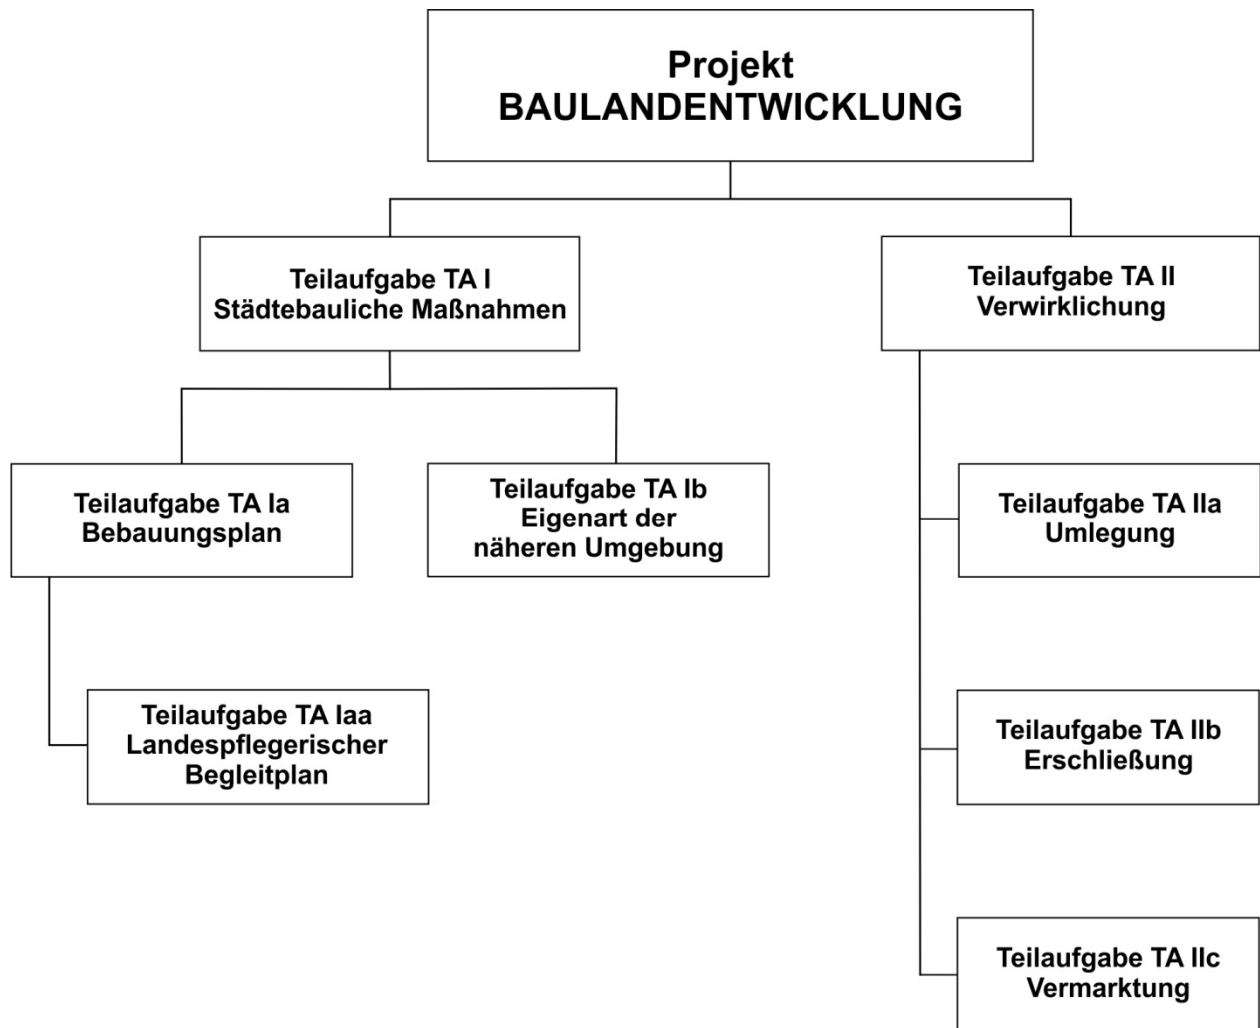 Projekt
BAULANDENTWICKLUNG
Teilaufgabe TA I
Städtebauliche Maßnahmen
Teilaufgabe TA II
Verwirklichung
Teilaufgabe TA Ia
Bebauungsplan
Teilaufgabe TA Ib
Eigenart der
näheren Umgebung
Teilaufgabe TA IIa
Umlegung
Teilaufgabe TA Iaa
Landespflegerischer
Begleitplan
Teilaufgabe TA IIb
Erschließung
Teilaufgabe TA IIc
Vermarktung